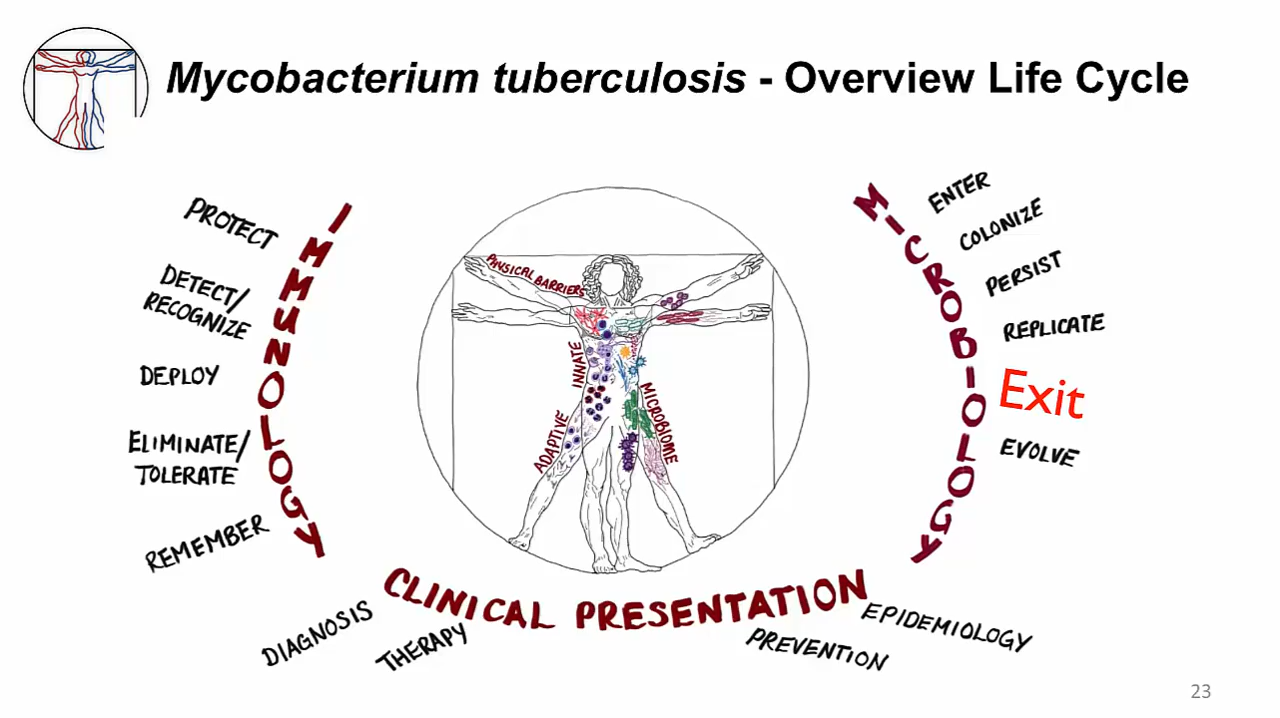 Mycobacterium tuberculosis - Overview Life Cycle
IMMUNOLOGY
PROTECT
DETECT/
RECOGNIZE
DEPLOY
ELIMINATE/
TOLERATE
REMEMBER
PHYSICAL BARRIERS
INNATE
ADAPTIVE
MICROBIOME
MICROBIOLOGY
ENTER
COLONIZE
PERSIST
REPLICATE
Exit
EVOLVE
CLINICAL PRESENTATION
DIAGNOSIS
THERAPY
PREVENTION
EPIDEMIOLOGY
23